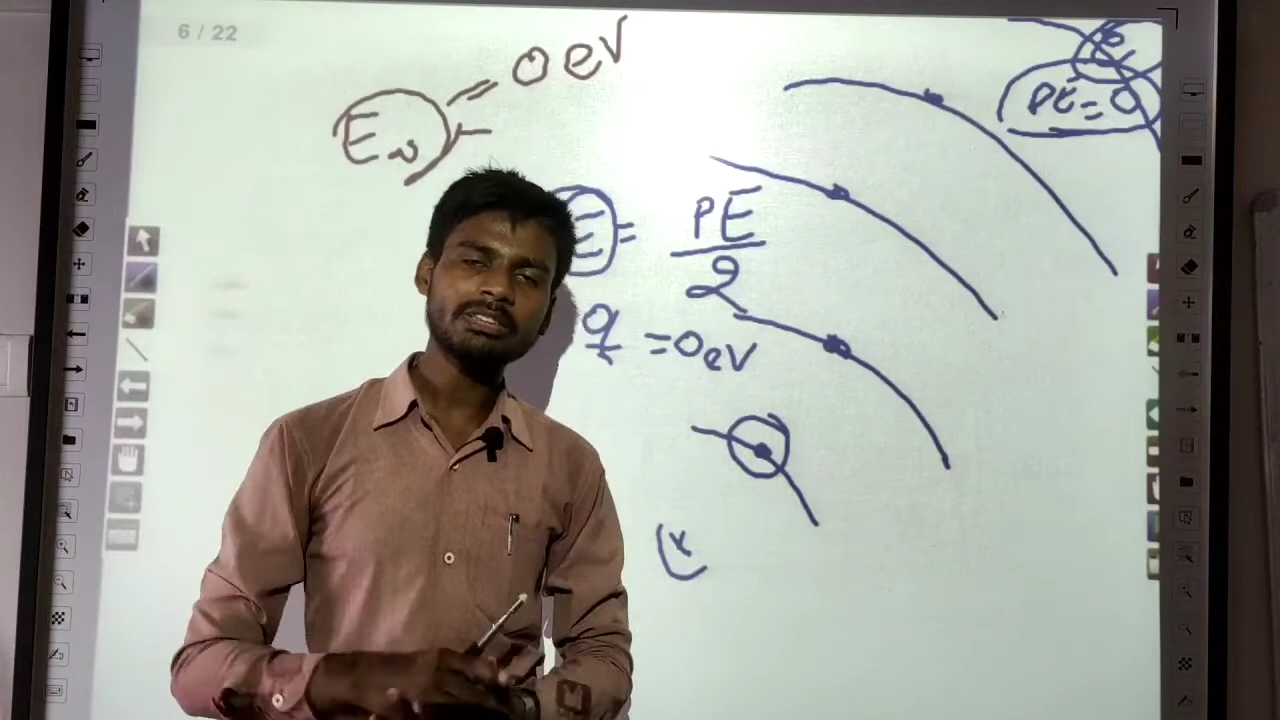 6 / 22
= 0 eV
E∞
PE = 0
E = PE
2
= 0 eV